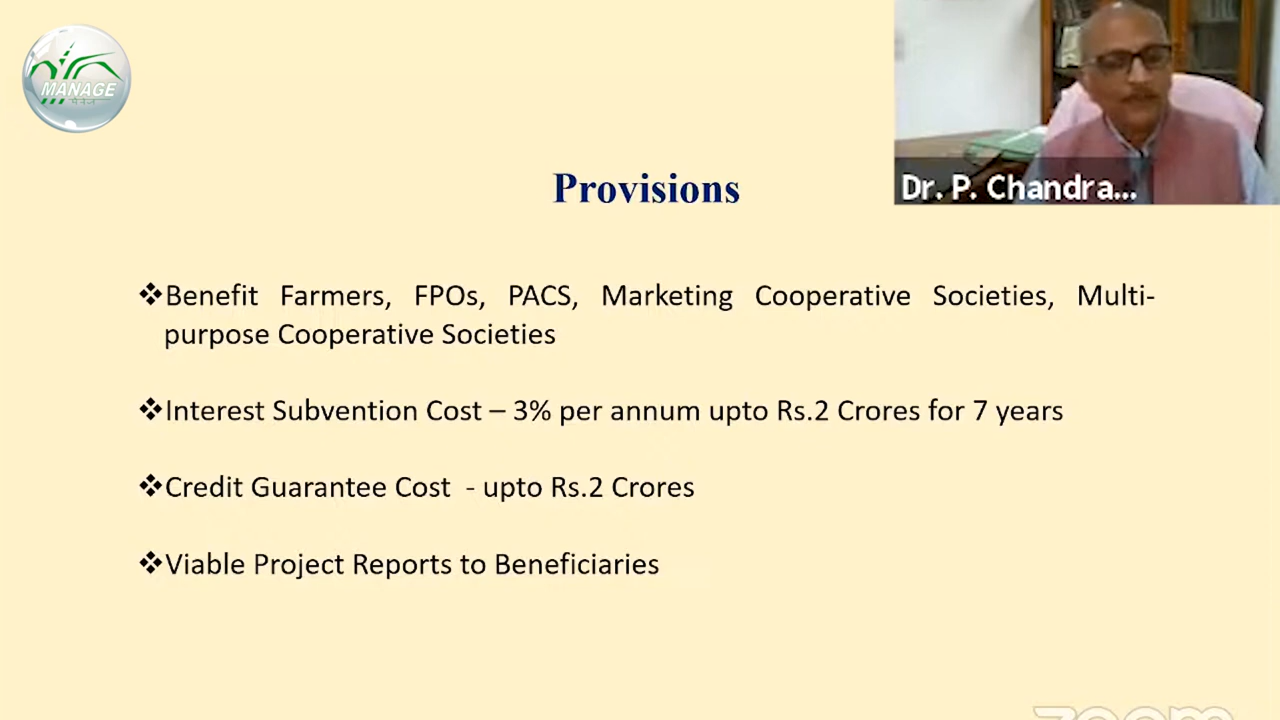 MANAGE
मैनेज
Dr. P. Chandra...
Provisions
❖Benefit Farmers, FPOs, PACS, Marketing Cooperative Societies, Multi-
purpose Cooperative Societies
❖Interest Subvention Cost – 3% per annum upto Rs.2 Crores for 7 years
❖Credit Guarantee Cost - upto Rs.2 Crores
❖Viable Project Reports to Beneficiaries
zoom